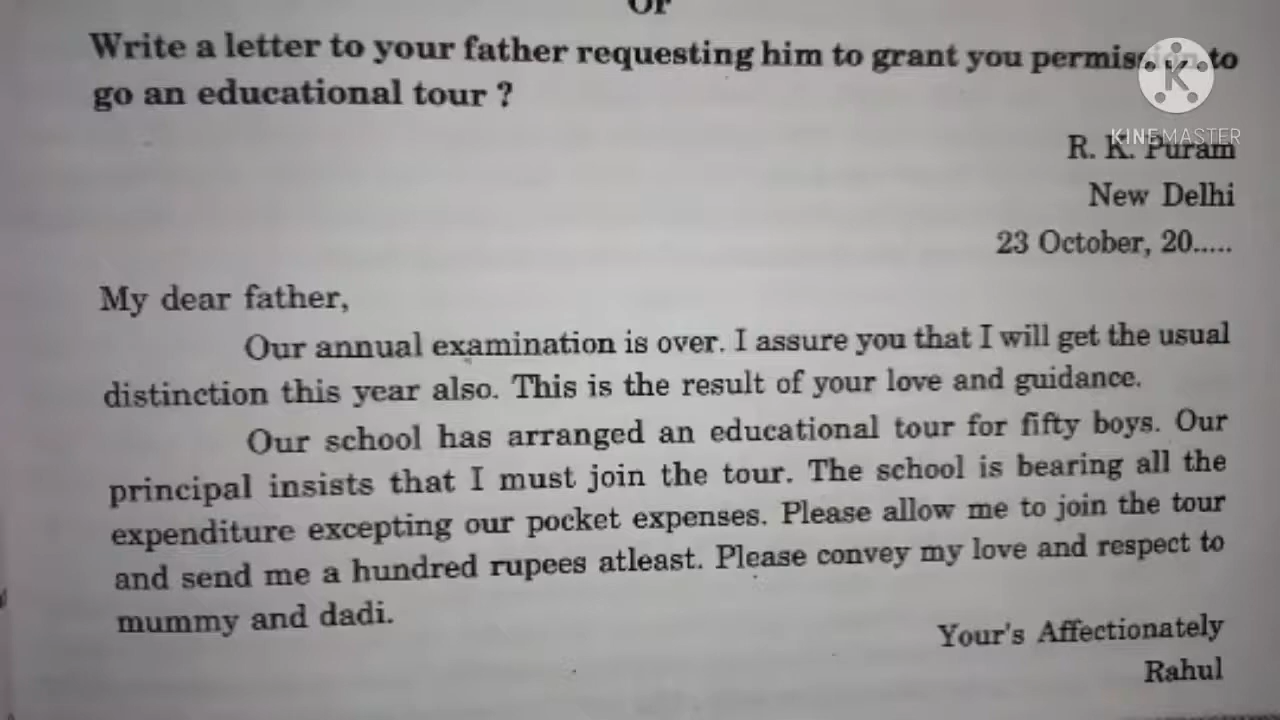 Or
Write a letter to your father requesting him to grant you permission to
go an educational tour ?
K
KINEMASTER
R. K. Puram
New Delhi
23 October, 20.....
My dear father,
Our annual examination is over. I assure you that I will get the usual
distinction this year also. This is the result of your love and guidance.
Our school has arranged an educational tour for fifty boys. Our
principal insists that I must join the tour. The school is bearing all the
expenditure excepting our pocket expenses. Please allow me to join the tour
and send me a hundred rupees atleast. Please convey my love and respect to
mummy and dadi.
Your's Affectionately
Rahul